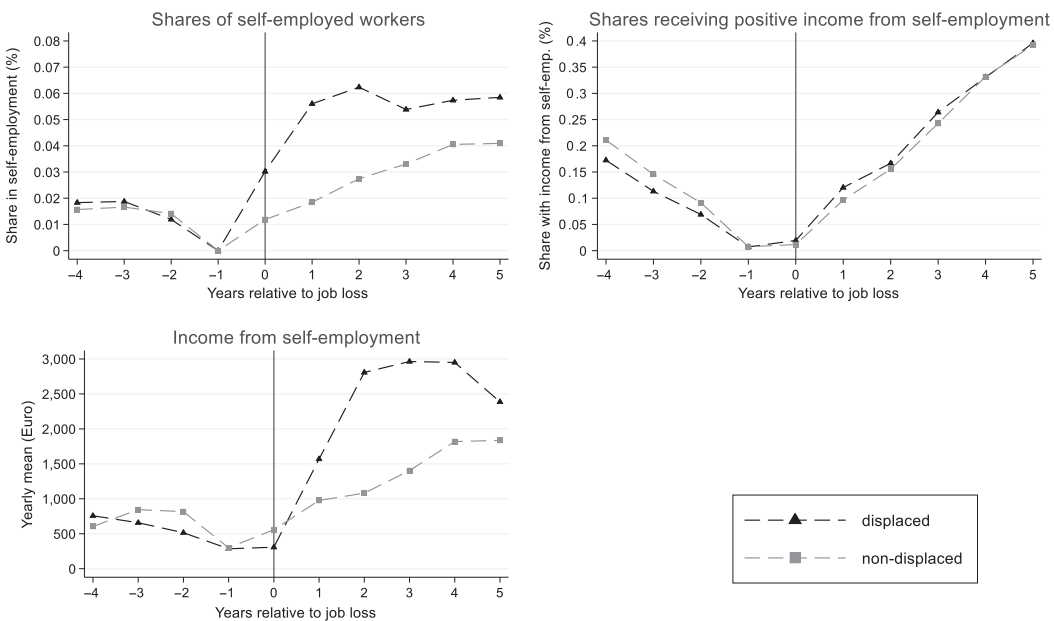 Shares of self-employed workers
Share in self-employment (%)
0.08
0.07
0.06
0.05
0.04
0.03
0.02
0.01
0
−4 −3 −2 −1 0 1 2 3 4 5
Years relative to job loss
Shares receiving positive income from self-employment
Share with income from self-emp. (%)
0.4
0.35
0.3
0.25
0.2
0.15
0.1
0.05
0
−4 −3 −2 −1 0 1 2 3 4 5
Years relative to job loss
Income from self-employment
Yearly mean (Euro)
3,000
2,500
2,000
1,500
1,000
500
0
−4 −3 −2 −1 0 1 2 3 4 5
Years relative to job loss
displaced
non-displaced